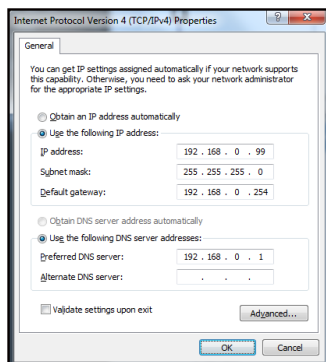 Internet Protocol Version 4 (TCP/IPv4) Properties
General
You can get IP settings assigned automatically if your network supports
this capability. Otherwise, you need to ask your network administrator
for the appropriate IP settings.
Obtain an IP address automatically
Use the following IP address:
IP address: 192 . 168 . 0 . 99
Subnet mask: 255 . 255 . 255 . 0
Default gateway: 192 . 168 . 0 . 254
Obtain DNS server address automatically
Use the following DNS server addresses:
Preferred DNS server: 192 . 168 . 0 . 1
Alternate DNS server: . . .
Validate settings upon exit
Advanced...
OK Cancel